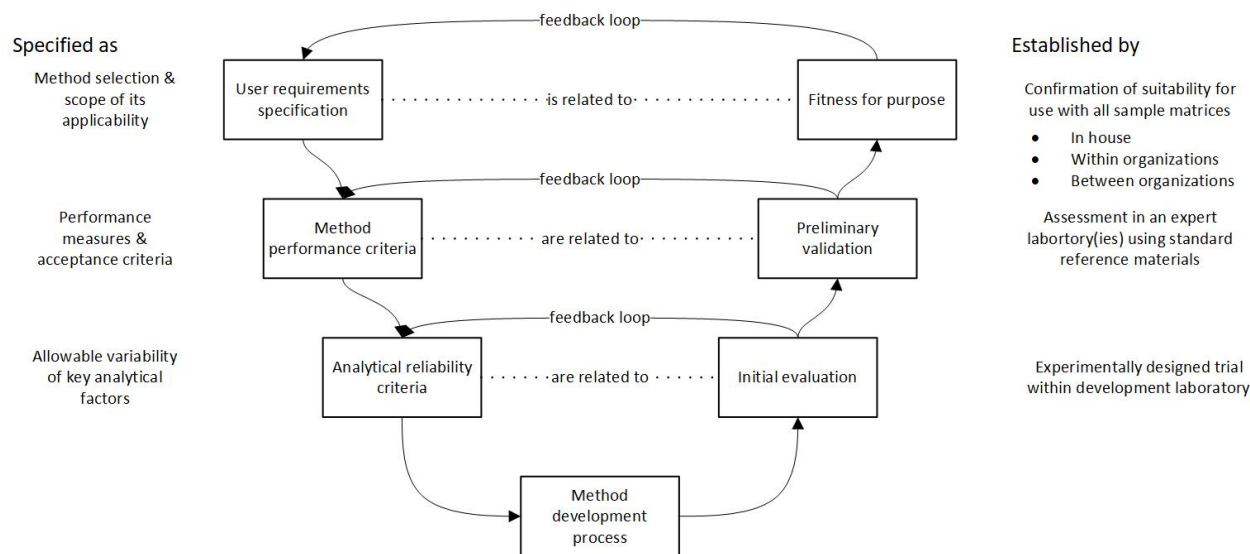 feedback loop
Specified as
Established by
Method selection &
scope of its
applicability
User requirements
specification
is related to
Fitness for purpose
Confirmation of suitability for
use with all sample matrices
● In house
● Within organizations
● Between organizations
feedback loop
Performance
measures &
acceptance criteria
Method
performance criteria
are related to
Preliminary
validation
Assessment in an expert
labortory(ies) using standard
reference materials
feedback loop
Allowable variability
of key analytical
factors
Analytical reliability
criteria
are related to
Initial evaluation
Experimentally designed trial
within development laboratory
Method
development
process